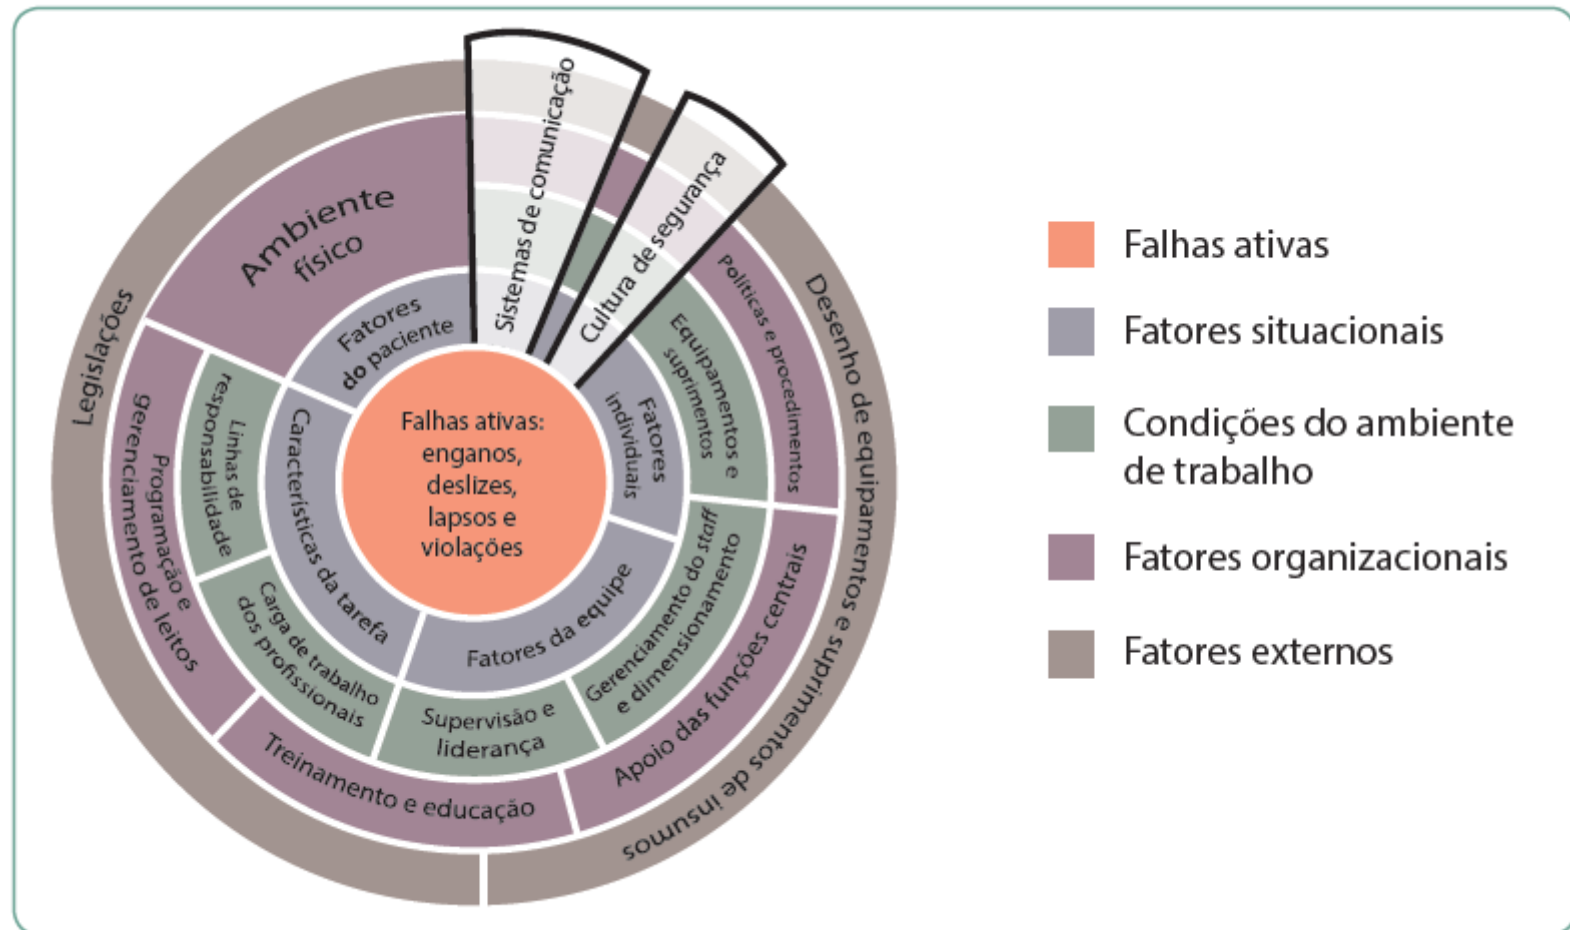 Sistemas de comunicação
Cultura de segurança
Ambiente
físico
Fatores
do paciente
Legislações
Linhas de
responsabilidade
Programação e
gerenciamento de leitos
Características da tarefa
Carga de trabalho
dos profissionais
Falhas ativas:
enganos,
deslizes,
lapsos e
violações
Fatores
individuais
Equipamentos e
suprimentos
Políticas e procedimentos
Desenho de equipamentos e suprimentos de insumos
Fatores da equipe
Gerenciamento do staff
e dimensionamento
Supervisão e
liderança
Apoio das funções centrais
Treinamento e educação
Falhas ativas
Fatores situacionais
Condições do ambiente
de trabalho
Fatores organizacionais
Fatores externos